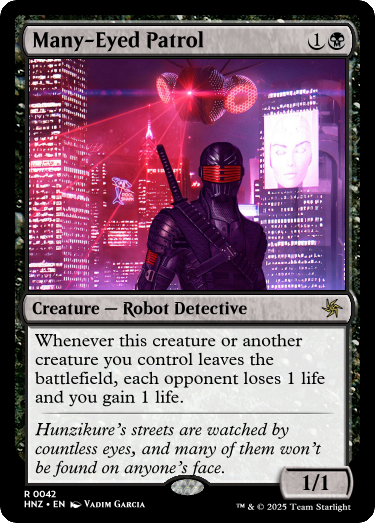 Many-Eyed Patrol 1
Creature — Robot Detective
Whenever this creature or another
creature you control leaves the
battlefield, each opponent loses 1 life
and you gain 1 life.
Hunzikure's streets are watched by
countless eyes, and many of them won't
be found on anyone's face.
1/1
R 0042
HNZ • EN Vadim Garcia
™ & © 2025 Team Starlight